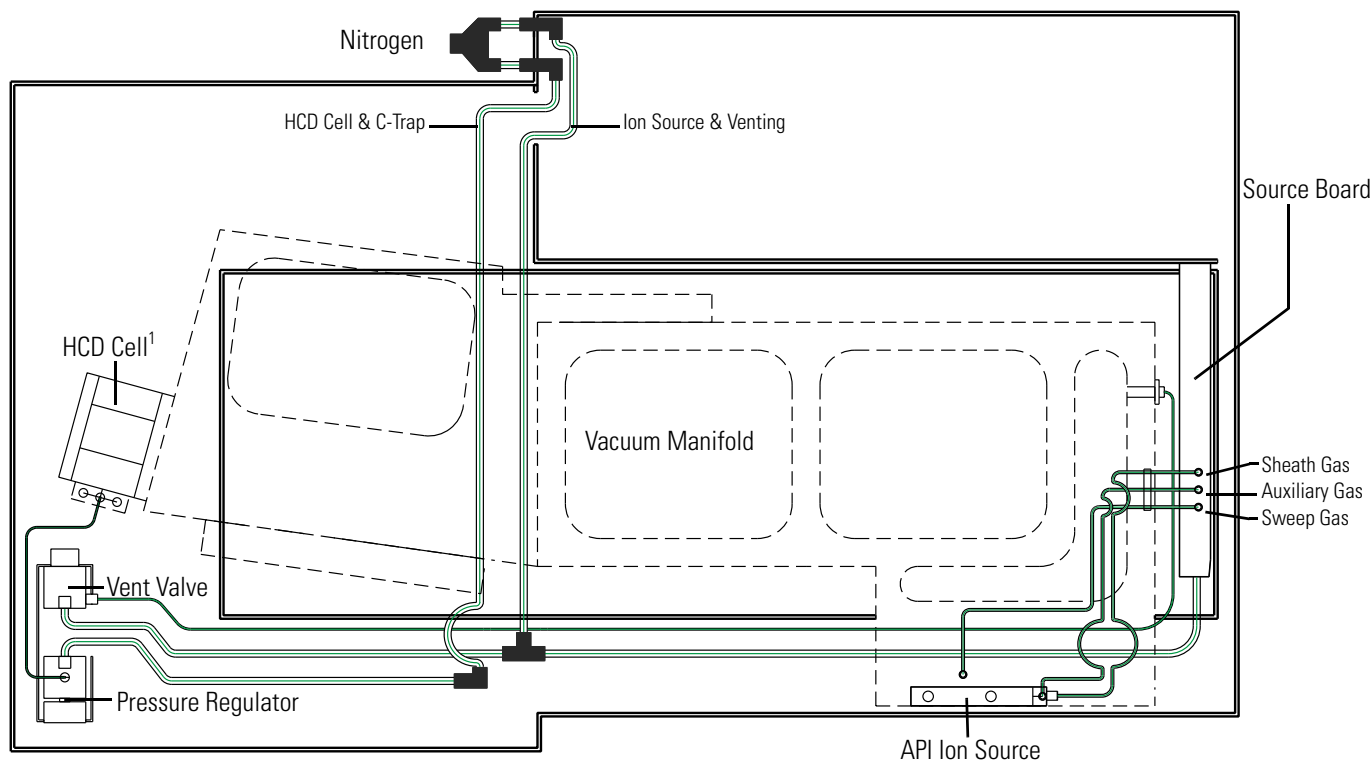 Nitrogen
HCD Cell & C-Trap
Ion Source & Venting
Source Board
HCD Cell¹
Vacuum Manifold
Sheath Gas
Auxiliary Gas
Sweep Gas
Vent Valve
Pressure Regulator
API Ion Source